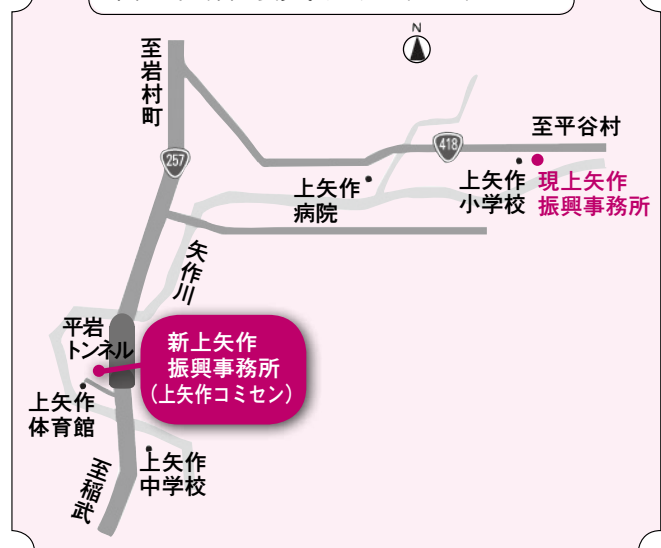 N
至岩村町
至平谷村
418
257
上矢作
病院
上矢作
小学校
現上矢作
振興事務所
矢作川
平岩
トンネル
新上矢作
振興事務所
(上矢作コミセン)
上矢作
体育館
上矢作
中学校
至稲武